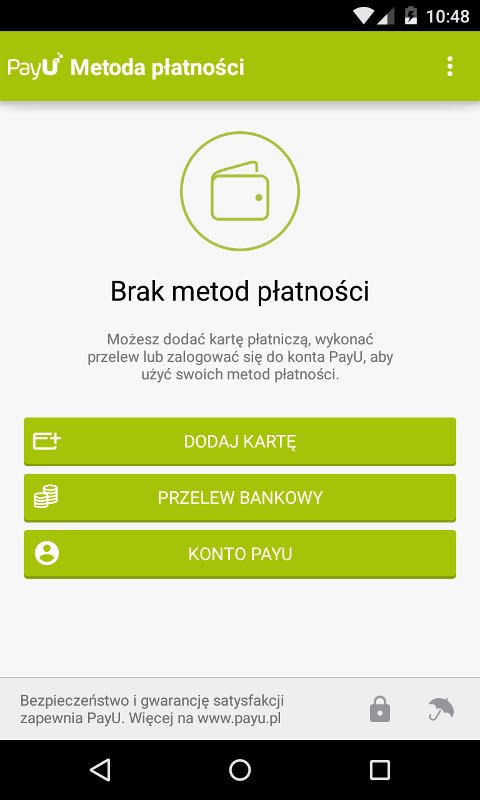 10:48
PayU Metoda płatności
Brak metod płatności
Możesz dodać kartę płatniczą, wykonać
przelew lub zalogować się do konta PayU, aby
użyć swoich metod płatności.
DODAJ KARTĘ
PRZELEW BANKOWY
KONTO PAYU
Bezpieczeństwo i gwarancję satysfakcji
zapewnia PayU. Więcej na www.payu.pl